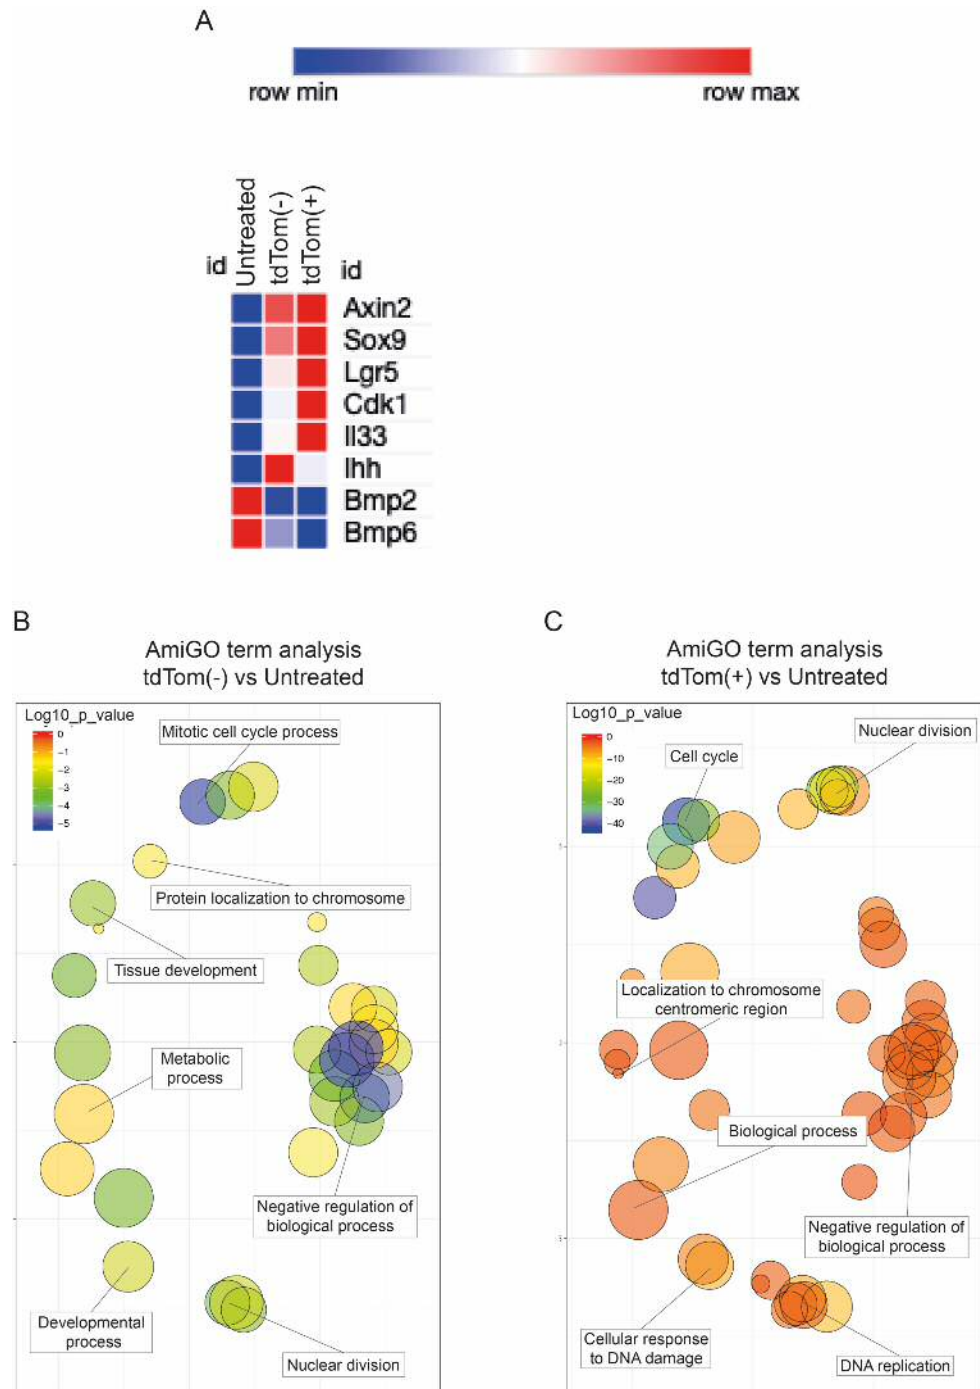 A
row min
row max
Untreated
tdTom(-)
tdTom(+)
id
id
Axin2
Sox9
Lgr5
Cdk1
Il33
Ihh
Bmp2
Bmp6
B
AmiGO term analysis
tdTom(-) vs Untreated
Log10_p_value
0
-1
-2
-3
-4
-5
Mitotic cell cycle process
Protein localization to chromosome
Tissue development
Metabolic
process
Negative regulation of
biological process
Developmental
process
Nuclear division
C
AmiGO term analysis
tdTom(+) vs Untreated
Log10_p_value
0
-10
-20
-30
-40
Nuclear division
Cell cycle
Localization to chromosome
centromeric region
Biological process
Negative regulation of
biological process
Cellular response
to DNA damage
DNA replication